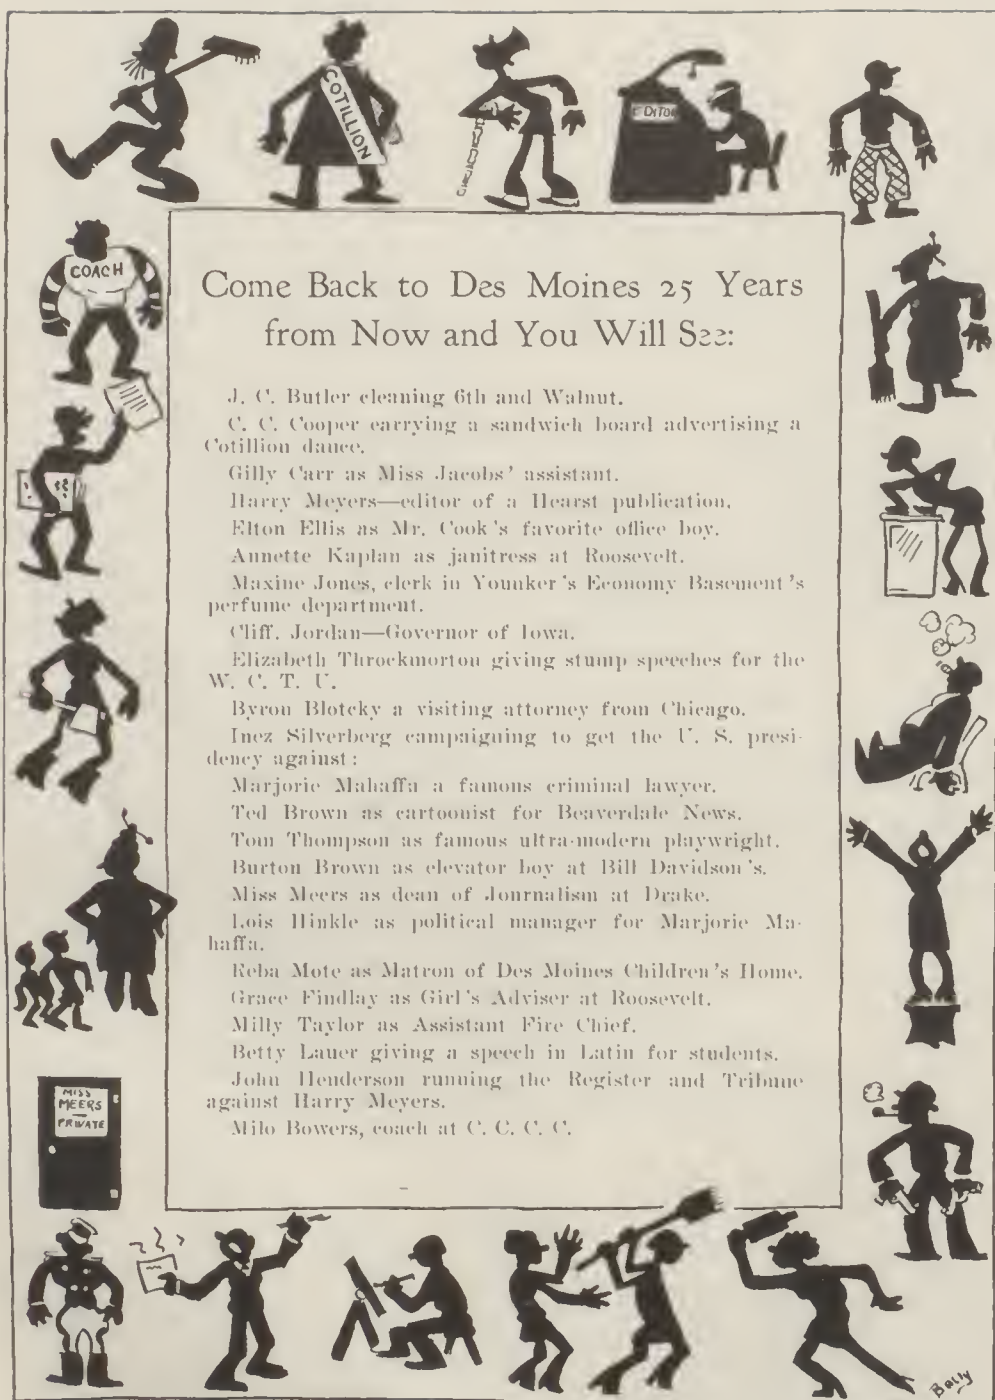 COTILLION
EDITOR
COACH
Come Back to Des Moines 25 Years
from Now and You Will See:
J. C. Butler cleaning 6th and Walnut.
C. C. Cooper carrying a sandwich board advertising a
Cotillion dance.
Gilly Carr as Miss Jacobs' assistant.
Harry Meyers—editor of a Hearst publication.
Elton Ellis as Mr. Cook's favorite office boy.
Annette Kaplan as janitress at Roosevelt.
Maxine Jones, clerk in Younker's Economy Basement's
perfume department.
Cliff. Jordan—Governor of Iowa.
Elizabeth Throckmorton giving stump speeches for the
W. C. T. U.
Byron Blotcky a visiting attorney from Chicago.
Inez Silverberg campaigning to get the U. S. presi-
dency against:
Marjorie Mahaffa a famous criminal lawyer.
Ted Brown as cartoonist for Beaverdale News.
Tom Thompson as famous ultra-modern playwright.
Burton Brown as elevator boy at Bill Davidson's.
Miss Meers as dean of Journalism at Drake.
Lois Hinkle as political manager for Marjorie Ma-
haffa.
Reba Mote as Matron of Des Moines Children's Home.
Grace Findlay as Girl's Adviser at Roosevelt.
Milly Taylor as Assistant Fire Chief.
Betty Lauer giving a speech in Latin for students.
John Henderson running the Register and Tribune
against Harry Meyers.
Milo Bowers, coach at C. C. C. C.
MISS
MEERS
—
PRIVATE